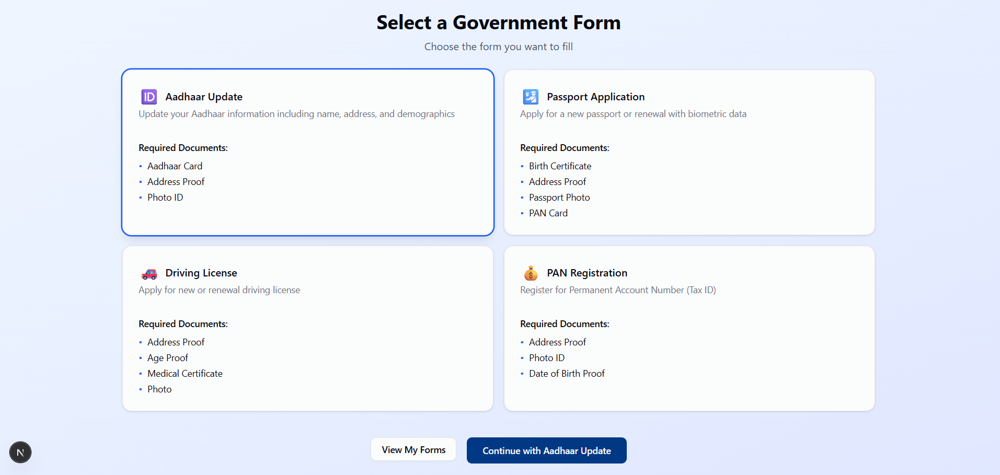 Select a Government Form
Choose the form you want to fill
🆔 Aadhaar Update
Update your Aadhaar information including name, address, and demographics
Required Documents:
• Aadhaar Card
• Address Proof
• Photo ID
🛂 Passport Application
Apply for a new passport or renewal with biometric data
Required Documents:
• Birth Certificate
• Address Proof
• Passport Photo
• PAN Card
🚗 Driving License
Apply for new or renewal driving license
Required Documents:
• Address Proof
• Age Proof
• Medical Certificate
• Photo
💰 PAN Registration
Register for Permanent Account Number (Tax ID)
Required Documents:
• Address Proof
• Photo ID
• Date of Birth Proof
View My Forms
Continue with Aadhaar Update
N